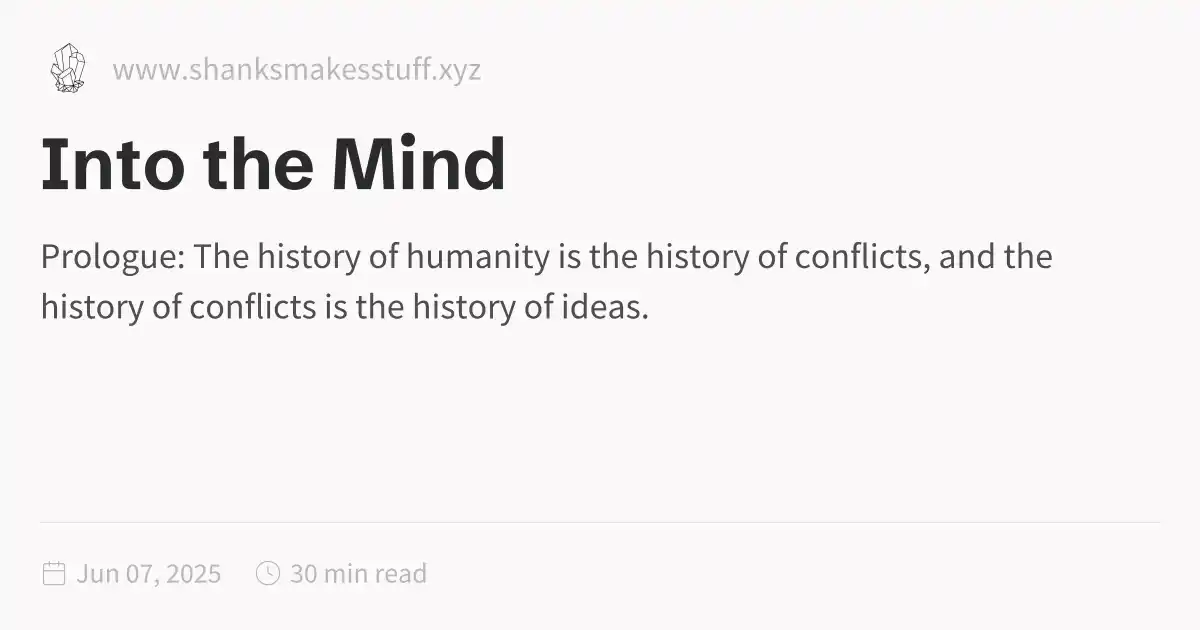 www.shanksmakesstuff.xyz
Into the Mind
Prologue: The history of humanity is the history of conflicts, and the
history of conflicts is the history of ideas.
Jun 07, 2025 30 min read